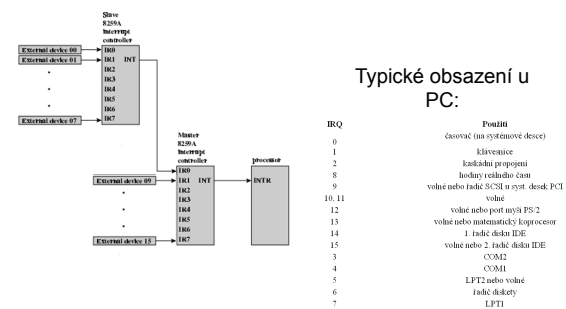 Slave
8259A
Interrupt
controller
External device 00
IR0
External device 01
IR1 INT
IR2
IR3
IR4
IR5
IR6
External device 07
IR7
Master
8259A
Interrupt
controller
processor
IR0
External device 09
IR1 INT
INTR
IR2
IR3
IR4
IR5
IR6
External device 15
IR7
Typické obsazení u
PC:
IRQ Použití
0 časovač (na systémové desce)
1 klávesnice
2 kaskádní propojení
8 hodiny reálného času
9 volné nebo řadič SCSI u syst. desek PCI
10, 11 volné
12 volné nebo port myši PS/2
13 volné nebo matematický koprocesor
14 1. řadič disku IDE
15 volné nebo 2. řadič disku IDE
3 COM2
4 COM1
5 LPT2 nebo volné
6 řadič diskety
7 LPT1